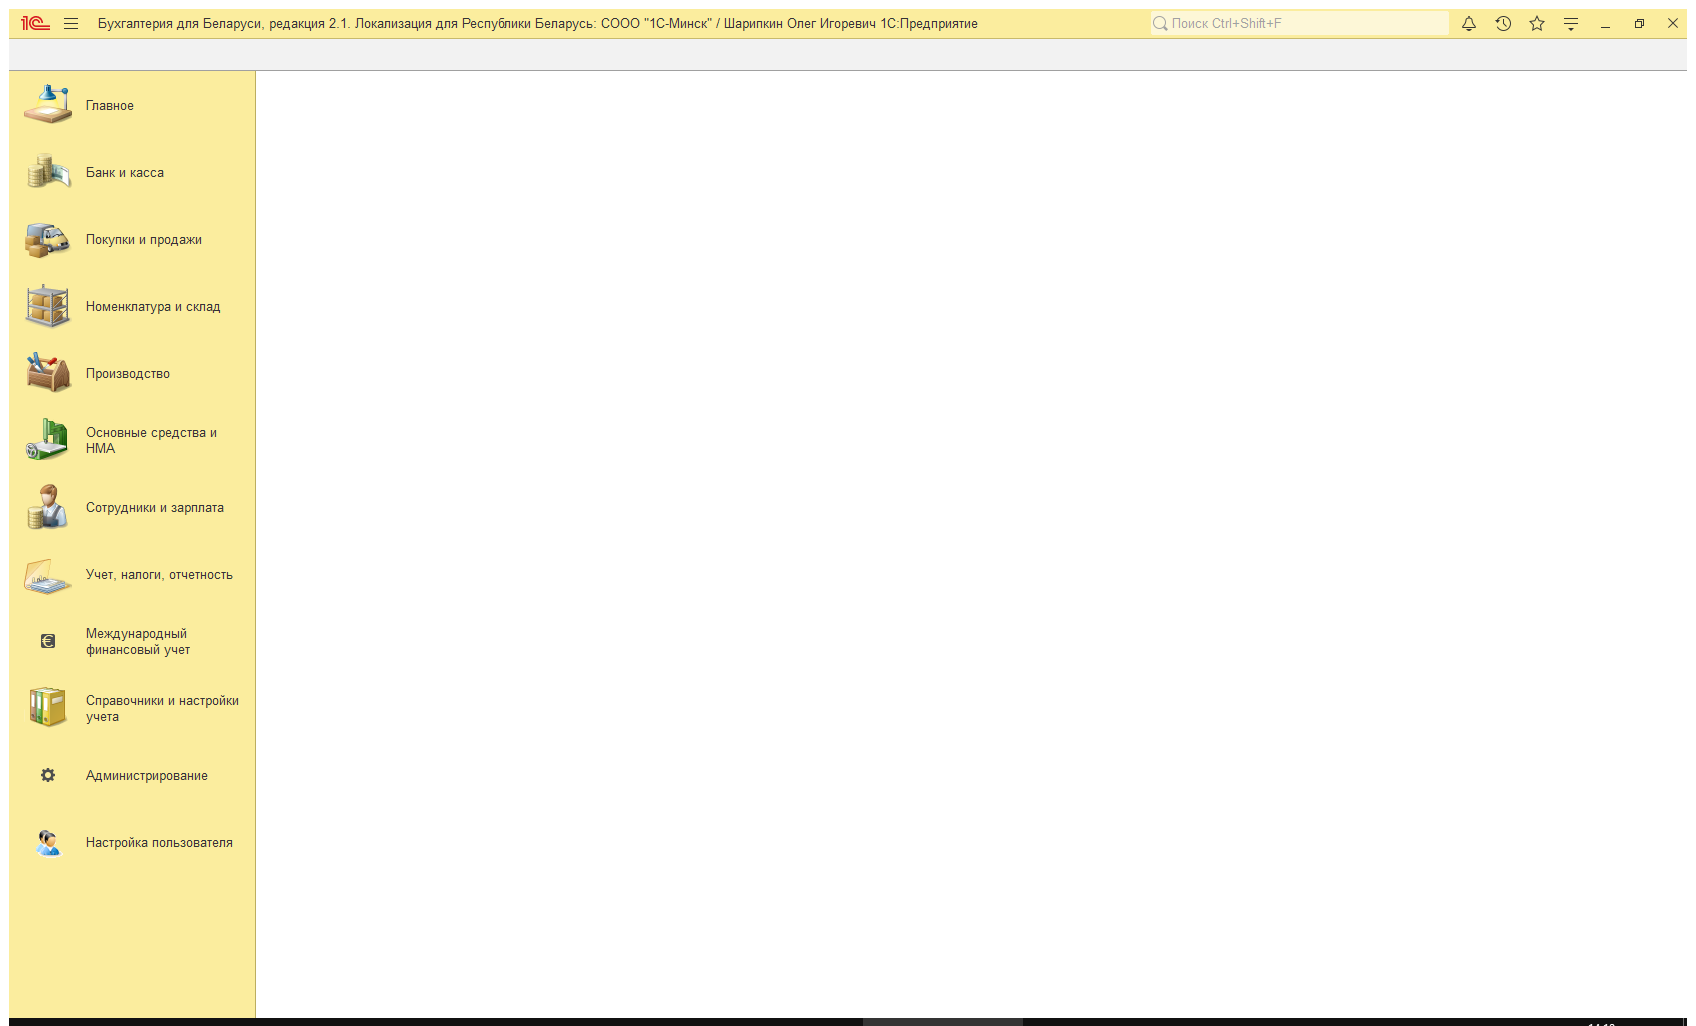 1С Бухгалтерия для Беларуси, редакция 2.1. Локализация для Республики Беларусь: СООО "1С-Минск" / Шарипкин Олег Игоревич 1С:Предприятие Поиск Ctrl+Shift+F
Главное
Банк и касса
Покупки и продажи
Номенклатура и склад
Производство
Основные средства и
НМА
Сотрудники и зарплата
Учет, налоги, отчетность
Международный
финансовый учет
Справочники и настройки
учета
Администрирование
Настройка пользователя